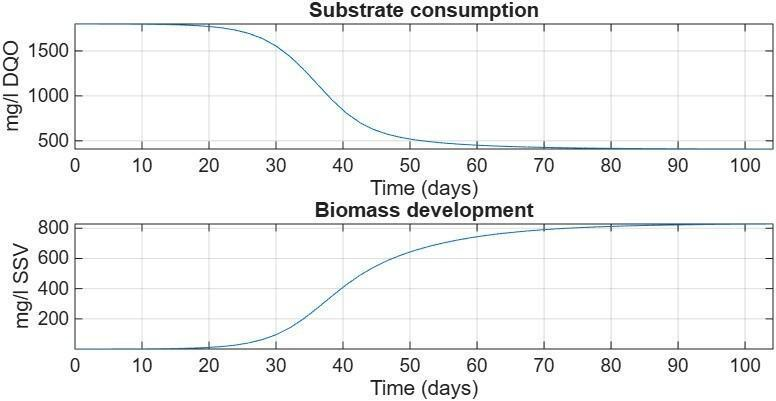 Substrate consumption
mg/l DQO
1500
1000
500
0 10 20 30 40 50 60 70 80 90 100
Time (days)
Biomass development
mg/l SSV
800
600
400
200
0 10 20 30 40 50 60 70 80 90 100
Time (days)